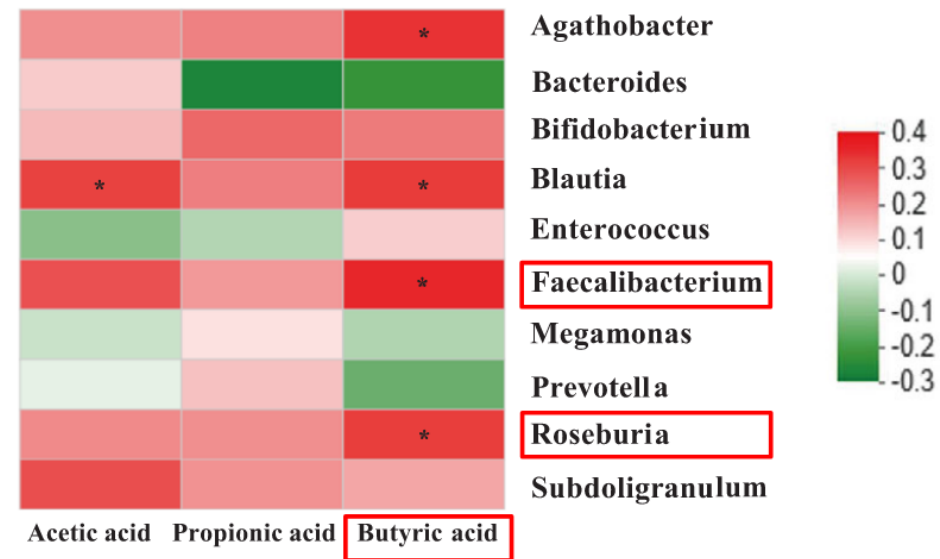 * Agathobacter
Bacteroides
Bifidobacterium
* * Blautia
Enterococcus
* Faecalibacterium
Megamonas
Prevotella
* Roseburia
Subdoligranulum
Acetic acid Propionic acid Butyric acid
0.4
0.3
0.2
0.1
0
-0.1
-0.2
-0.3